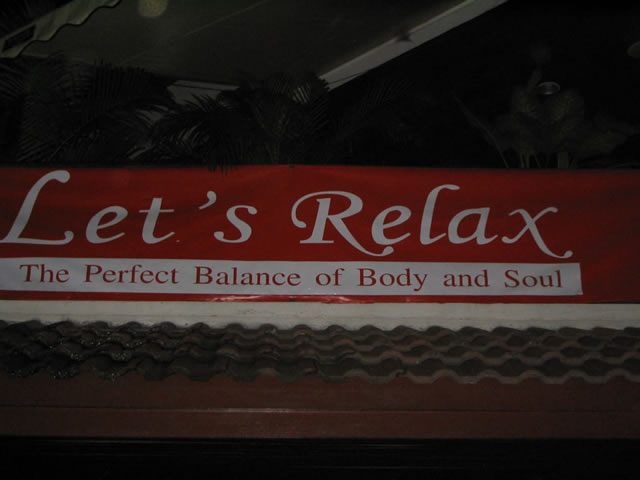 Let's Relax
The Perfect Balance of Body and Soul